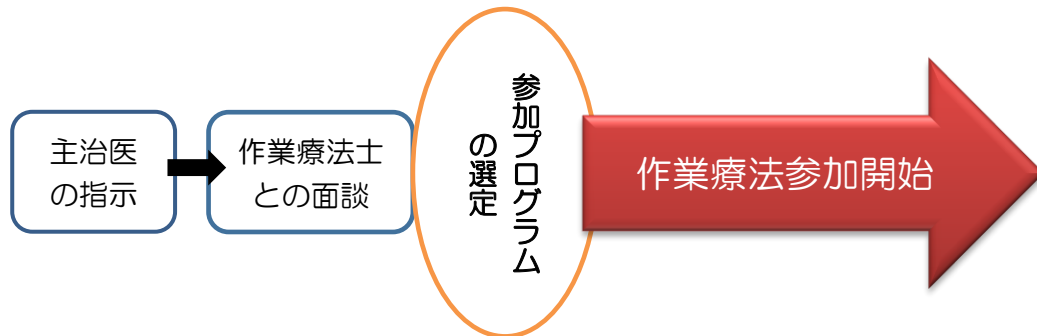 主治医
の指示
作業療法士
との面談
参加プログラム
の選定
作業療法参加開始